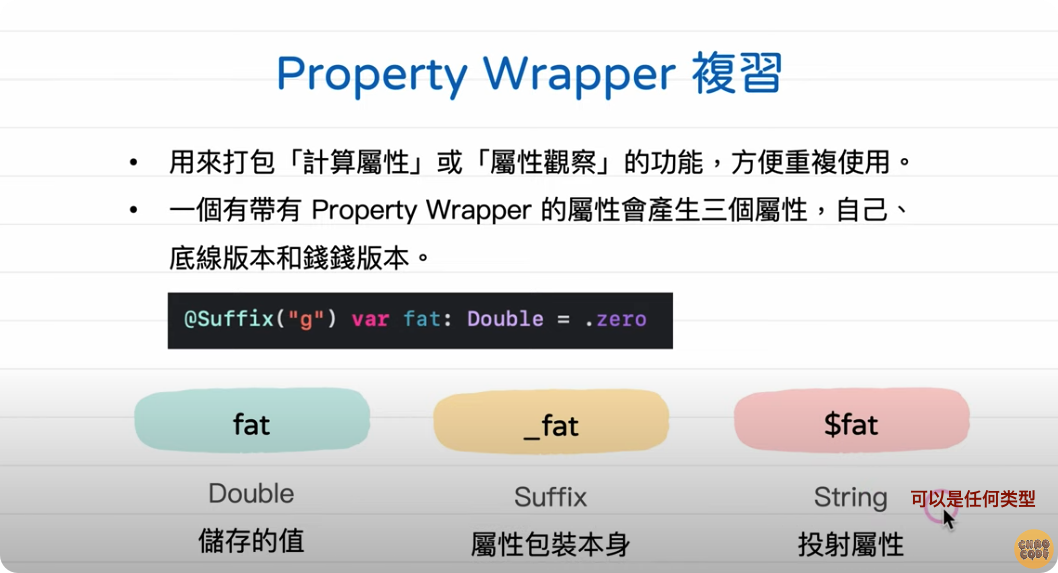 Property Wrapper 複習
• 用來打包「計算屬性」或「屬性觀察」的功能，方便重複使用。
• 一個有帶有 Property Wrapper 的屬性會產生三個屬性，自己、
底線版本和錢錢版本。
@Suffix("g") var fat: Double = .zero
fat
_fat
$fat
Double
Suffix
String
可以是任何类型
儲存的值
屬性包裝本身
投射屬性
CHAO
CODE